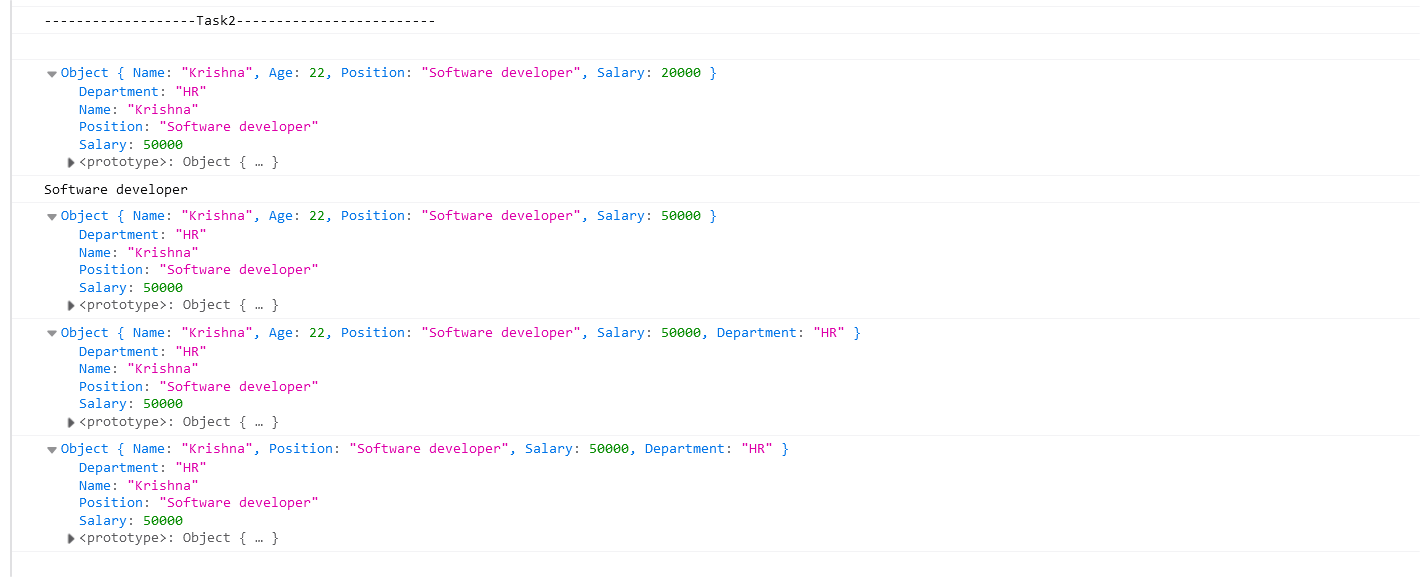 -------------------Task2-------------------------
Object { Name: "Krishna", Age: 22, Position: "Software developer", Salary: 20000 }
Department: "HR"
Name: "Krishna"
Position: "Software developer"
Salary: 50000
<prototype>: Object { … }
Software developer
Object { Name: "Krishna", Age: 22, Position: "Software developer", Salary: 50000 }
Department: "HR"
Name: "Krishna"
Position: "Software developer"
Salary: 50000
<prototype>: Object { … }
Object { Name: "Krishna", Age: 22, Position: "Software developer", Salary: 50000, Department: "HR" }
Department: "HR"
Name: "Krishna"
Position: "Software developer"
Salary: 50000
<prototype>: Object { … }
Object { Name: "Krishna", Position: "Software developer", Salary: 50000, Department: "HR" }
Department: "HR"
Name: "Krishna"
Position: "Software developer"
Salary: 50000
<prototype>: Object { … }